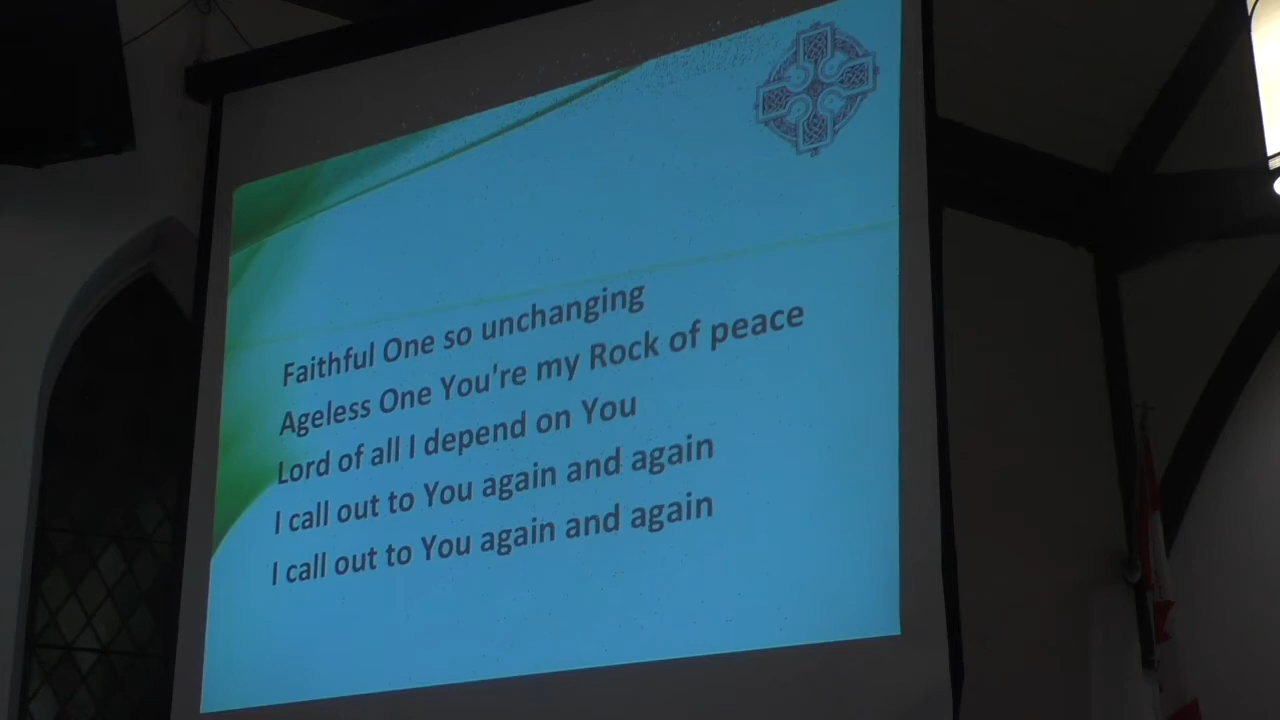 Faithful One so unchanging
Ageless One You're my Rock of peace
Lord of all I depend on You
I call out to You again and again
I call out to You again and again